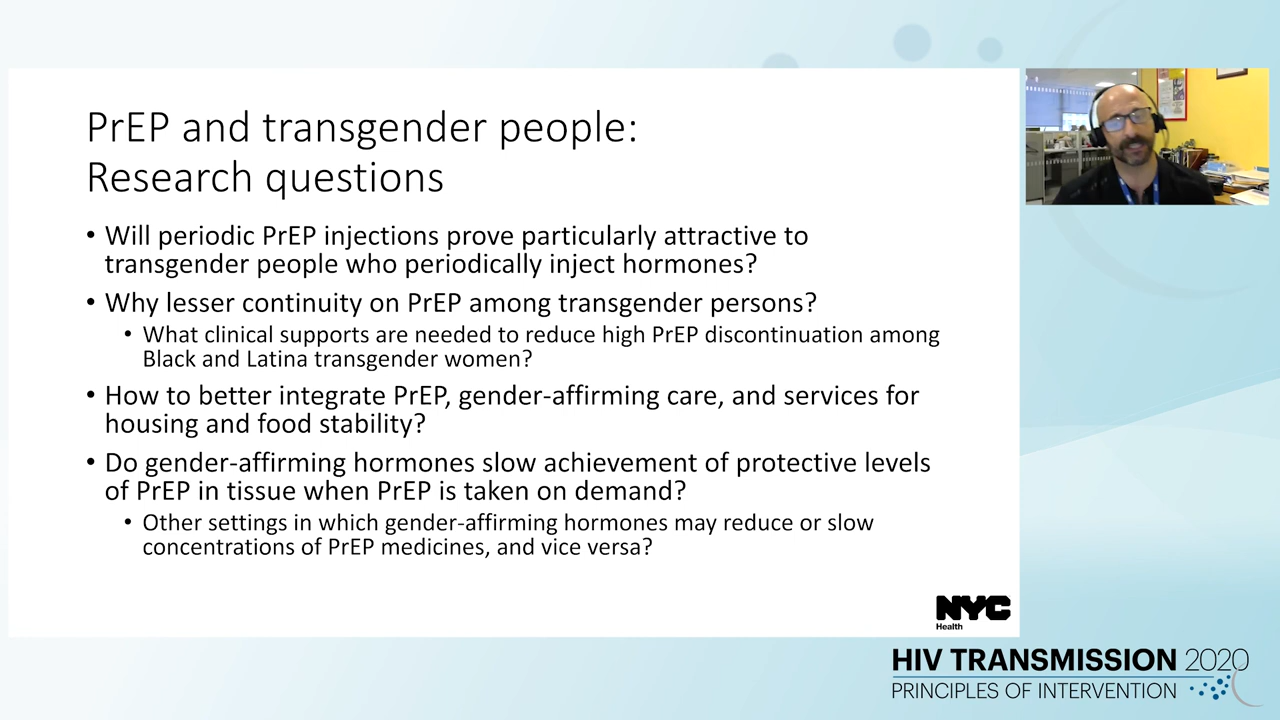 PrEP and transgender people:
Research questions
• Will periodic PrEP injections prove particularly attractive to
transgender people who periodically inject hormones?
• Why lesser continuity on PrEP among transgender persons?
• What clinical supports are needed to reduce high PrEP discontinuation among
Black and Latina transgender women?
• How to better integrate PrEP, gender-affirming care, and services for
housing and food stability?
• Do gender-affirming hormones slow achievement of protective levels
of PrEP in tissue when PrEP is taken on demand?
• Other settings in which gender-affirming hormones may reduce or slow
concentrations of PrEP medicines, and vice versa?
NYC
Health
HIV TRANSMISSION 2020
PRINCIPLES OF INTERVENTION